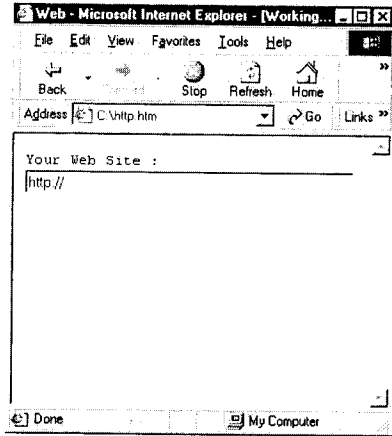 Web - Microsoft Internet Explorer - [Working...
File Edit View Favorites Tools Help
Back Stop Refresh Home »
Address C:\http.htm Go Links »
Your Web Site :
http://
Done My Computer